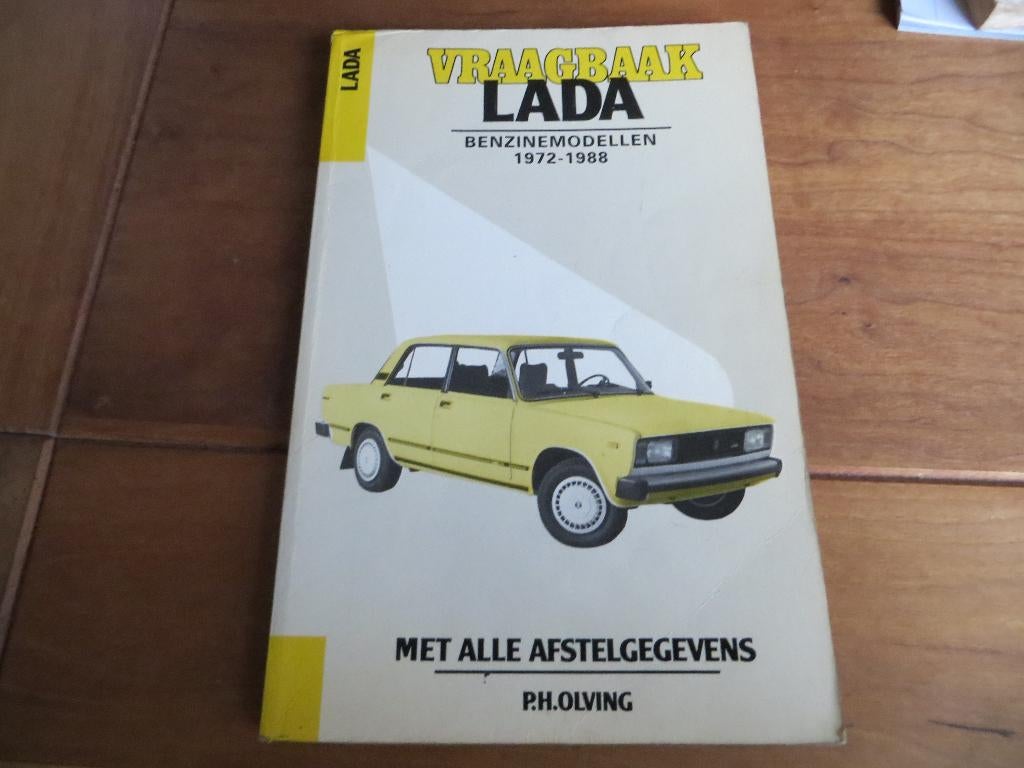 LADA
VRAAGBAAK
LADA
BENZINEMODELLEN
1972-1988
MET ALLE AFSTELGEGEVENS
P.H.OLVING